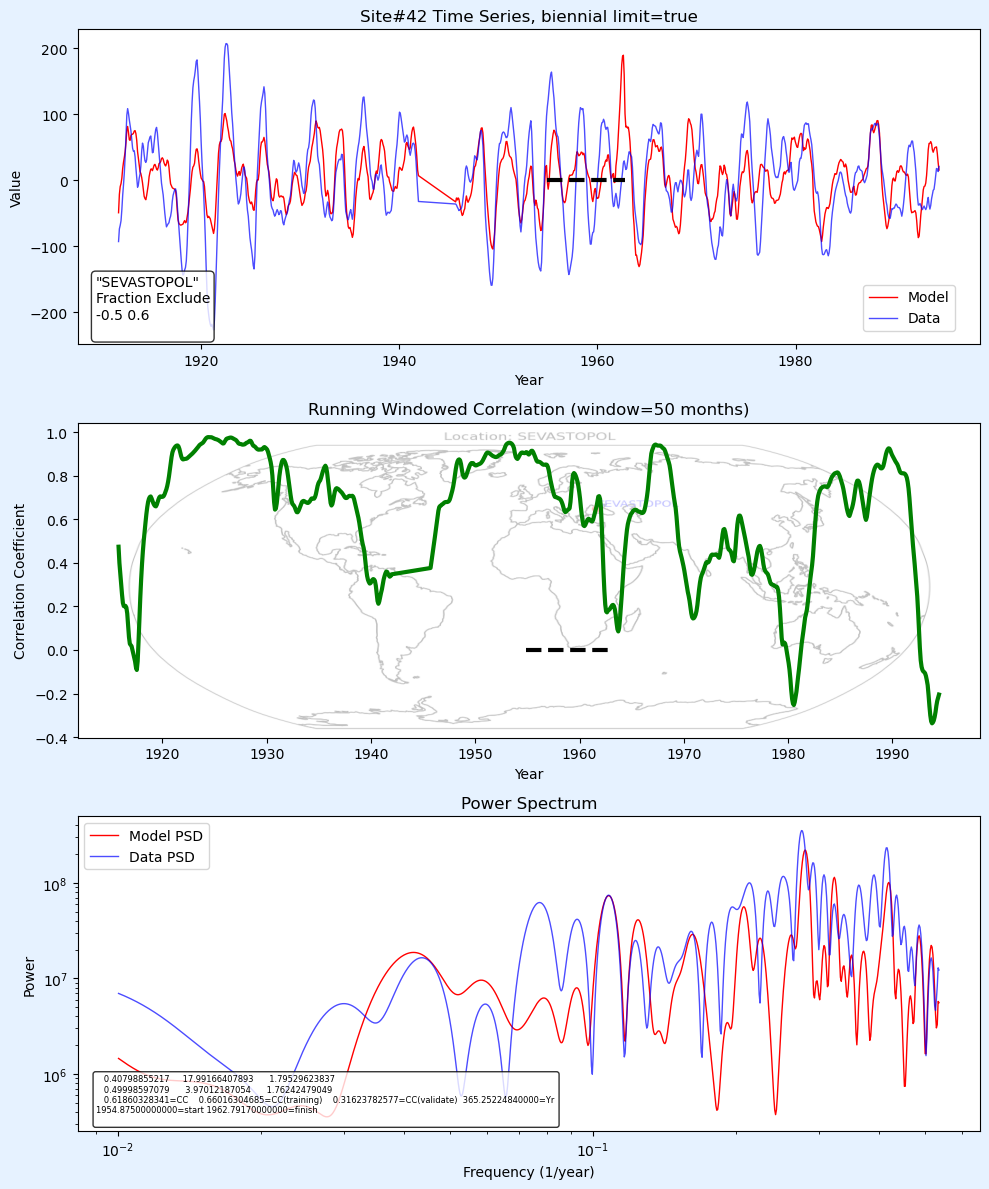 Site#42 Time Series, biennial limit=true
Value
200
100
0
−100
−200
"SEVASTOPOL"
Fraction Exclude
-0.5 0.6
Model
Data
1920
1940
1960
1980
Year
Running Windowed Correlation (window=50 months)
Location: SEVASTOPOL
Correlation Coefficient
1.0
0.8
0.6
0.4
0.2
0.0
−0.2
−0.4
1920
1930
1940
1950
1960
1970
1980
1990
Year
Power Spectrum
Model PSD
Data PSD
Power
10^8
10^7
10^6
0.40798855217 17.99166407893 1.79529623837
0.49998597079 3.97012187054 1.76242479049
0.61860328341=CC 0.66016304685=CC(training) 0.31623782577=CC(validate) 365.25224840000=Yr
1954.87500000000=start 1962.79170000000=finish
10^−2
10^−1
Frequency (1/year)